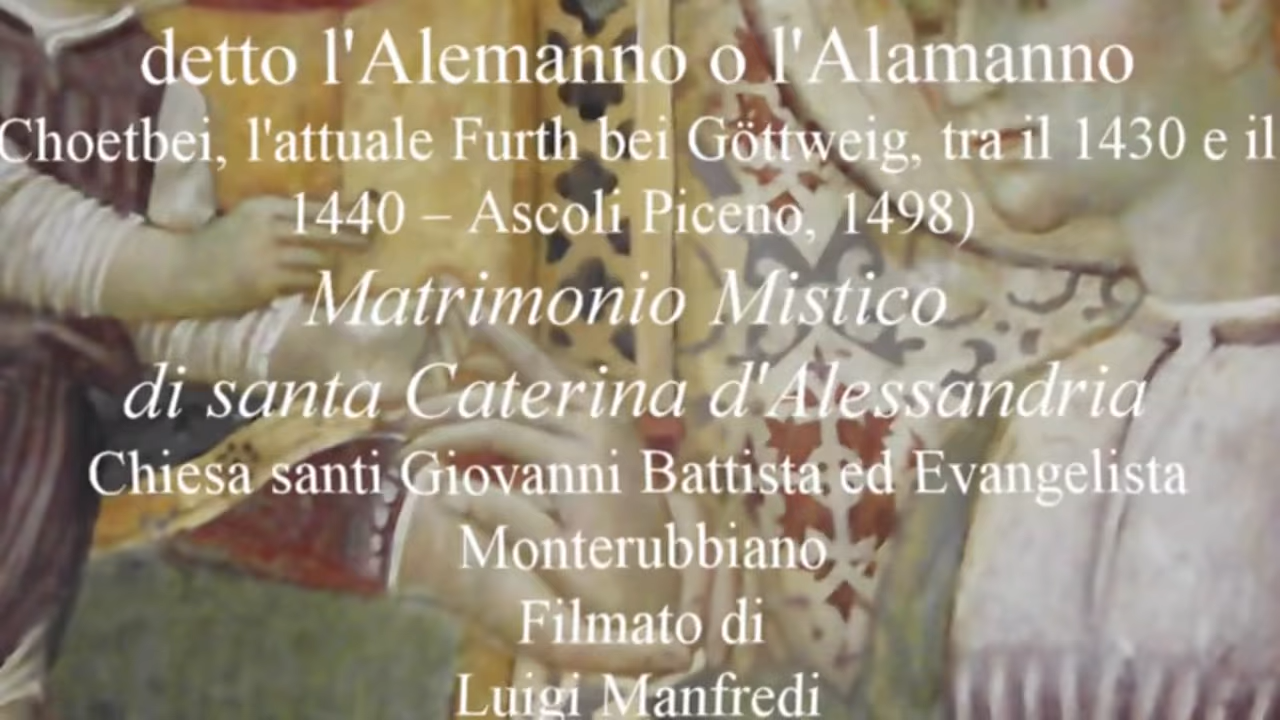 detto l'Alemanno o l'Alamanno
Choetbei, l'attuale Furth bei Göttweig, tra il 1430 e il
1440 – Ascoli Piceno, 1498)
Matrimonio Mistico
di santa Caterina d'Alessandria
Chiesa santi Giovanni Battista ed Evangelista
Monterubbiano
Filmato di
Luigi Manfredi